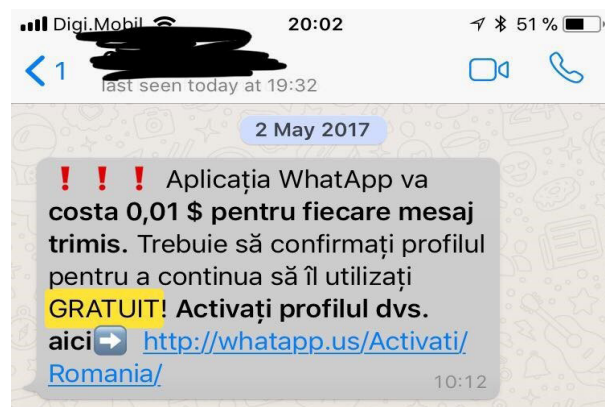 Digi.Mobil 20:02 51 %
1
last seen today at 19:32
2 May 2017
❗❗❗ Aplicația WhatApp va
costa 0,01 $ pentru fiecare mesaj
trimis. Trebuie să confirmați profilul
pentru a continua să îl utilizați
GRATUIT! Activați profilul dvs.
aici➡️ http://whatapp.us/Activati/
Romania/
10:12